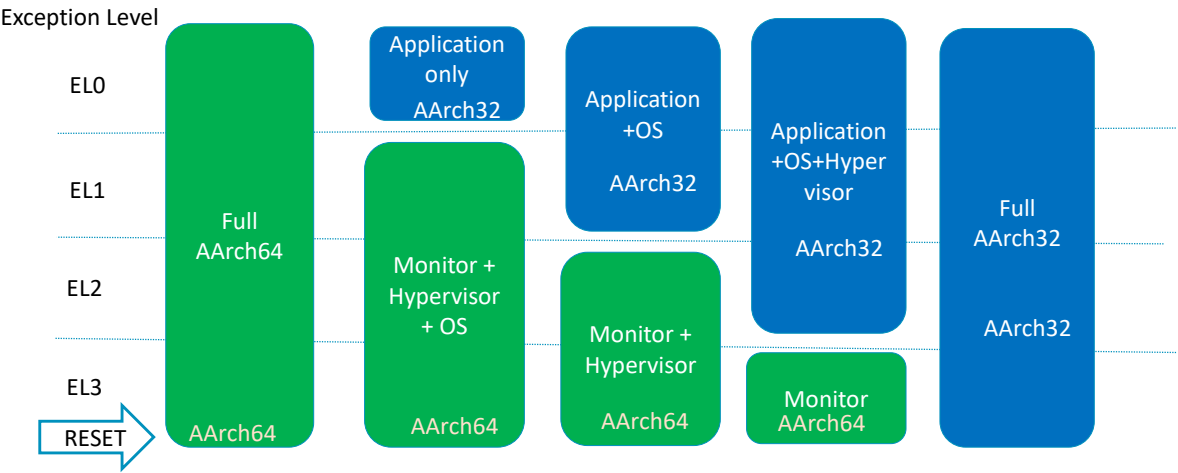 Exception Level
EL0
EL1
EL2
EL3
RESET
Full
AArch64
AArch64
Application
only
AArch32
Monitor +
Hypervisor
+ OS
AArch64
Application
+OS
AArch32
Monitor +
Hypervisor
AArch64
Application
+OS+Hyper
visor
AArch32
Monitor
AArch64
Full
AArch32
AArch32